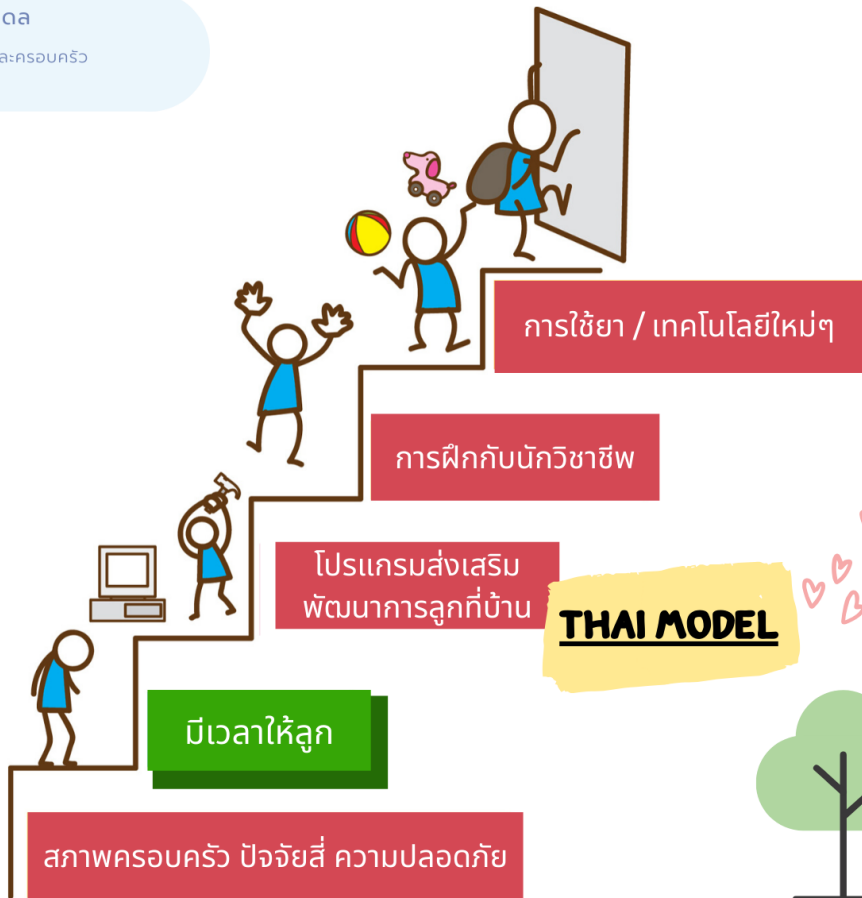 การใช้ยา / เทคโนโลยีใหม่ๆ
การฝึกกับนักวิชาชีพ
โปรแกรมส่งเสริม
พัฒนาการลูกที่บ้าน
THAI MODEL
มีเวลาให้ลูก
สภาพครอบครัว ปัจจัยสี่ ความปลอดภัย